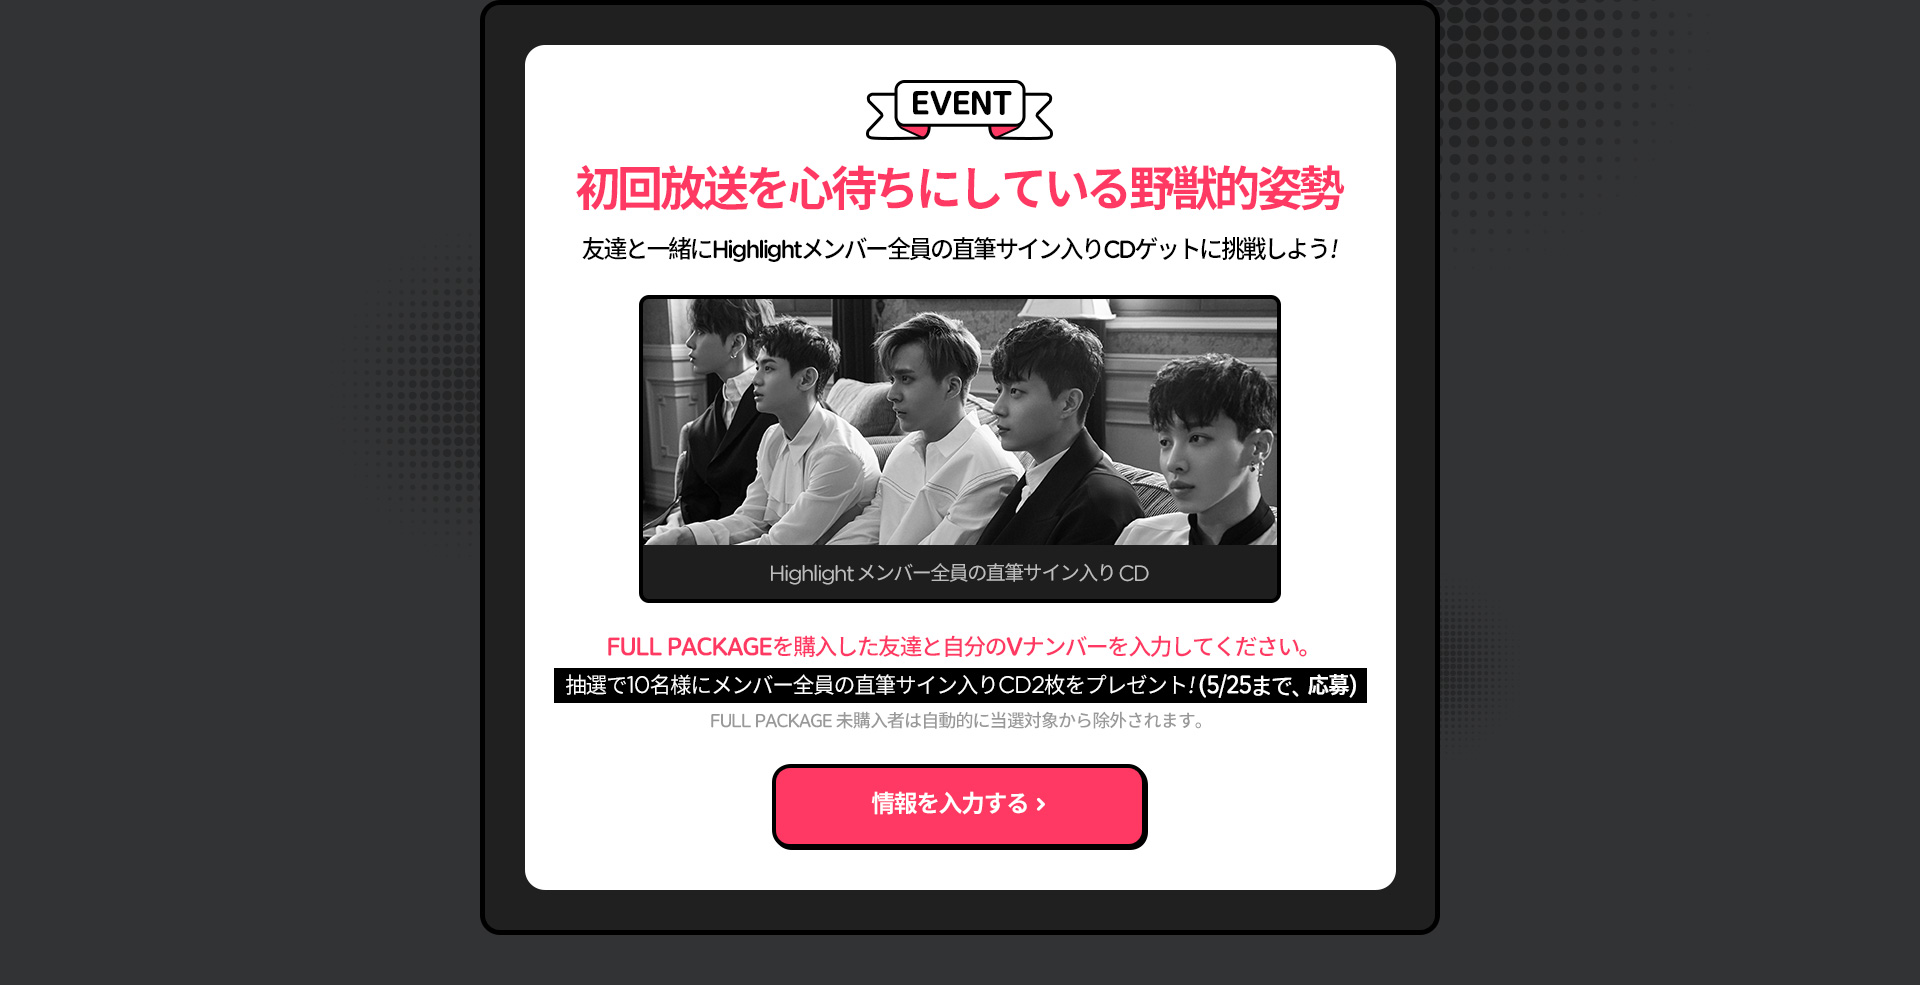 EVENT
初回放送を心待ちにしている野獣的姿勢
友達と一緒にHighlightメンバー全員の直筆サイン入りCDゲットに挑戦しよう!
Highlight メンバー全員の直筆サイン入り CD
FULL PACKAGEを購入した友達と自分のVナンバーを入力してください。
抽選で10名様にメンバー全員の直筆サイン入りCD2枚をプレゼント! (5/25まで、応募)
FULL PACKAGE 未購入者は自動的に当選対象から除外されます。
情報を入力する >